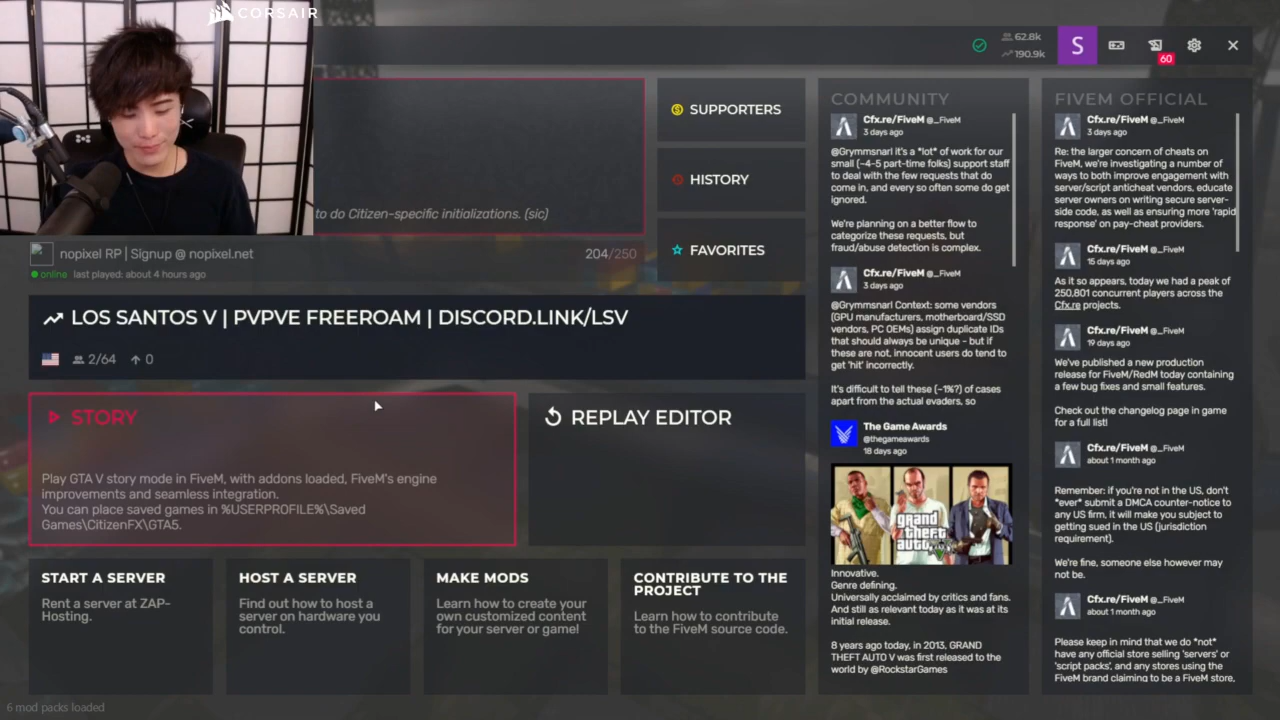 CORSAIR
62.8k
190.9k
S
60
to do Citizen-specific initializations. (sic)
nopixel RP | Signup @ nopixel.net
204/250
online last played: about 4 hours ago
SUPPORTERS
HISTORY
FAVORITES
LOS SANTOS V | PVPVE FREEROAM | DISCORD.LINK/LSV
2/64
0
STORY
Play GTA V story mode in FiveM, with addons loaded, FiveM's engine
improvements and seamless integration.
You can place saved games in %USERPROFILE%\Saved
Games\CitizenFX\GTA5.
REPLAY EDITOR
START A SERVER
Rent a server at ZAP-
Hosting.
HOST A SERVER
Find out how to host a
server on hardware you
control.
MAKE MODS
Learn how to create your
own customized content
for your server or game!
CONTRIBUTE TO THE
PROJECT
Learn how to contribute
to the FiveM source code.
6 mod packs loaded
COMMUNITY
Cfx.re/FiveM @_FiveM
3 days ago
@Grymmsnarl it's a *lot* of work for our
small (~4-5 part-time folks) support staff
to deal with the few requests that do
come in, and every so often some do get
ignored.
We're planning on a better flow to
categorize these requests, but
fraud/abuse detection is complex.
Cfx.re/FiveM @_FiveM
3 days ago
@Grymmsnarl Context: some vendors
(GPU manufacturers, motherboard/SSD
vendors, PC OEMs) assign duplicate IDs
that should always be unique - but if
these are not, innocent users do tend to
get 'hit' incorrectly.
It's difficult to tell these (~1%?) of cases
apart from the actual evaders, so
The Game Awards
@thegameawards
18 days ago
grand
theft
auto
Innovative.
Genre defining.
Universally acclaimed by critics and fans.
And still as relevant today as it was at its
initial release.
8 years ago today, in 2013, GRAND
THEFT AUTO V was first released to the
world by @RockstarGames
FIVEM OFFICIAL
Cfx.re/FiveM @_FiveM
3 days ago
Re: the larger concern of cheats on
FiveM, we're investigating a number of
ways to both improve engagement with
server/script anticheat vendors, educate
server owners on writing secure server-
side code, as well as ensuring more 'rapid
response' on pay-cheat providers.
Cfx.re/FiveM @_FiveM
15 days ago
As it so appears, today we had a peak of
250,801 concurrent players across the
Cfx.re projects.
Cfx.re/FiveM @_FiveM
19 days ago
We've published a new production
release for FiveM/RedM today containing
a few bug fixes and small features.
Check out the changelog page in game
for a full list!
Cfx.re/FiveM @_FiveM
about 1 month ago
Remember: if you're not in the US, don't
*ever* submit a DMCA counter-notice to
any US firm, it will make you subject to
getting sued in the US (jurisdiction
requirement).
We're fine, someone else however may
not be.
Cfx.re/FiveM @_FiveM
about 1 month ago
Please keep in mind that we do *not*
have any official store selling 'servers' or
'script packs', and any stores using the
FiveM brand claiming to be a FiveM store,